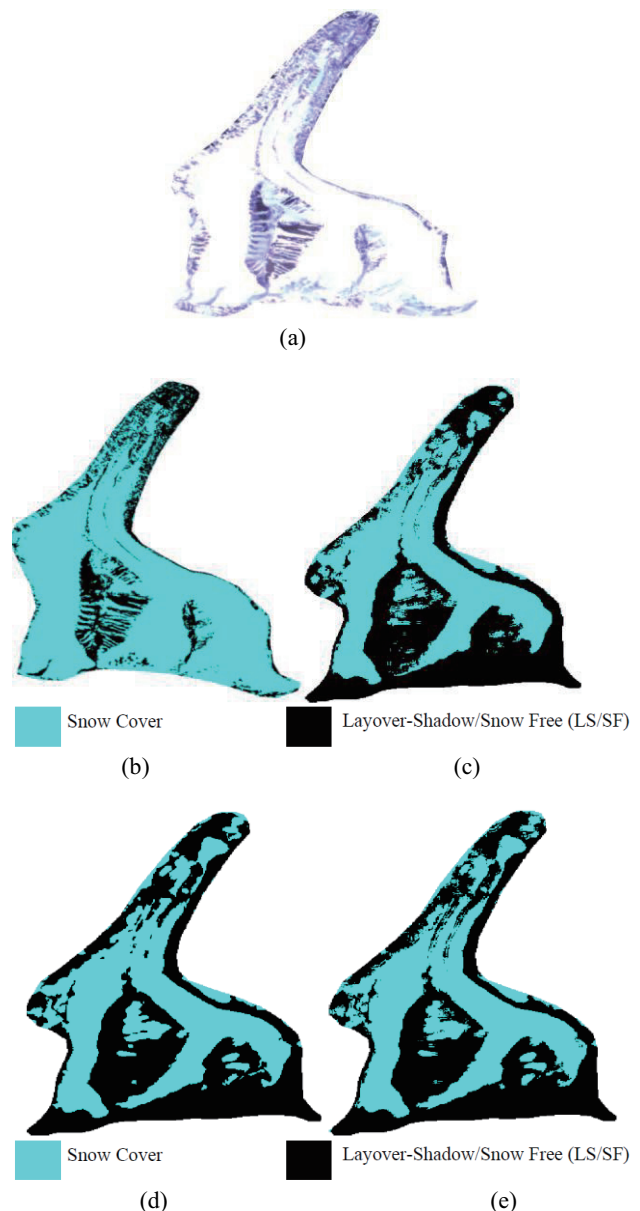 (a)
Snow Cover
Layover-Shadow/Snow Free (LS/SF)
(b)
(c)
Snow Cover
Layover-Shadow/Snow Free (LS/SF)
(d)
(e)